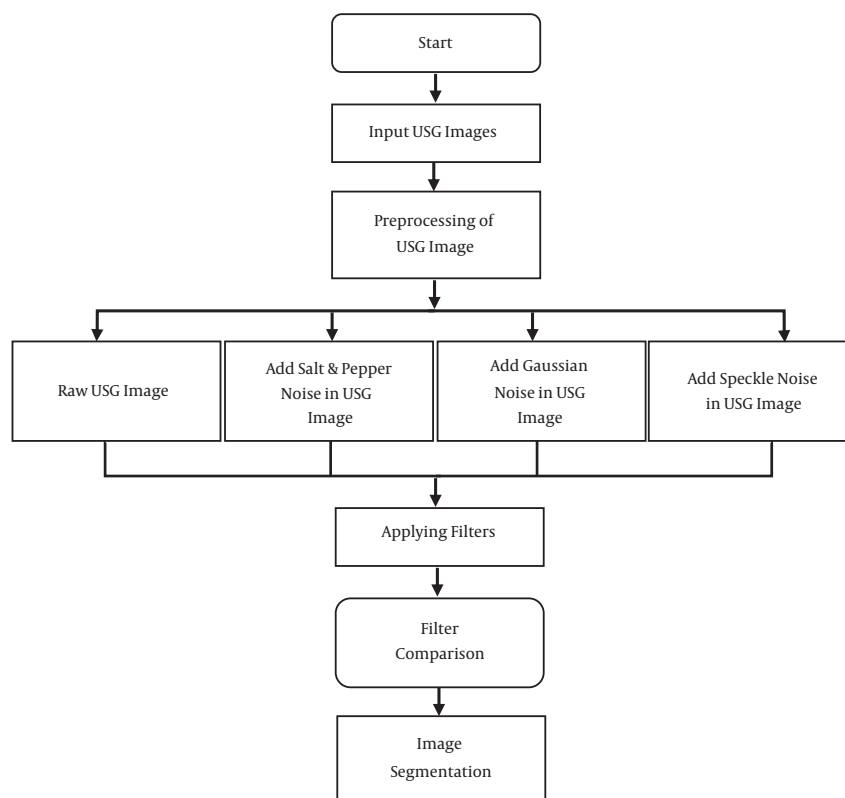 Start
Input USG Images
Preprocessing of
USG Image
Raw USG Image
Add Salt & Pepper
Noise in USG
Image
Add Gaussian
Noise in USG
Image
Add Speckle Noise
in USG Image
Applying Filters
Filter
Comparison
Image
Segmentation